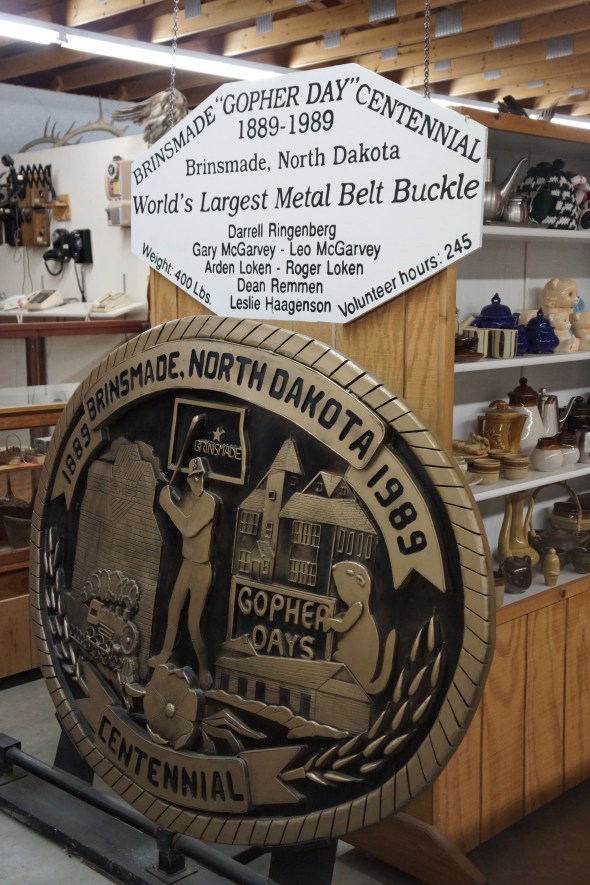 BRINSMADE "GOPHER DAY" CENTENNIAL
1889-1989
Brinsmade, North Dakota
World's Largest Metal Belt Buckle
Darrell Ringenberg
Gary McGarvey - Leo McGarvey
Arden Loken - Roger Loken
Dean Remmen
Leslie Haagenson
Weight: 400 Lbs.
Volunteer hours: 245
1889 BRINSMADE, NORTH DAKOTA 1989
BRINSMADE
GOPHER
DAYS
CENTENNIAL